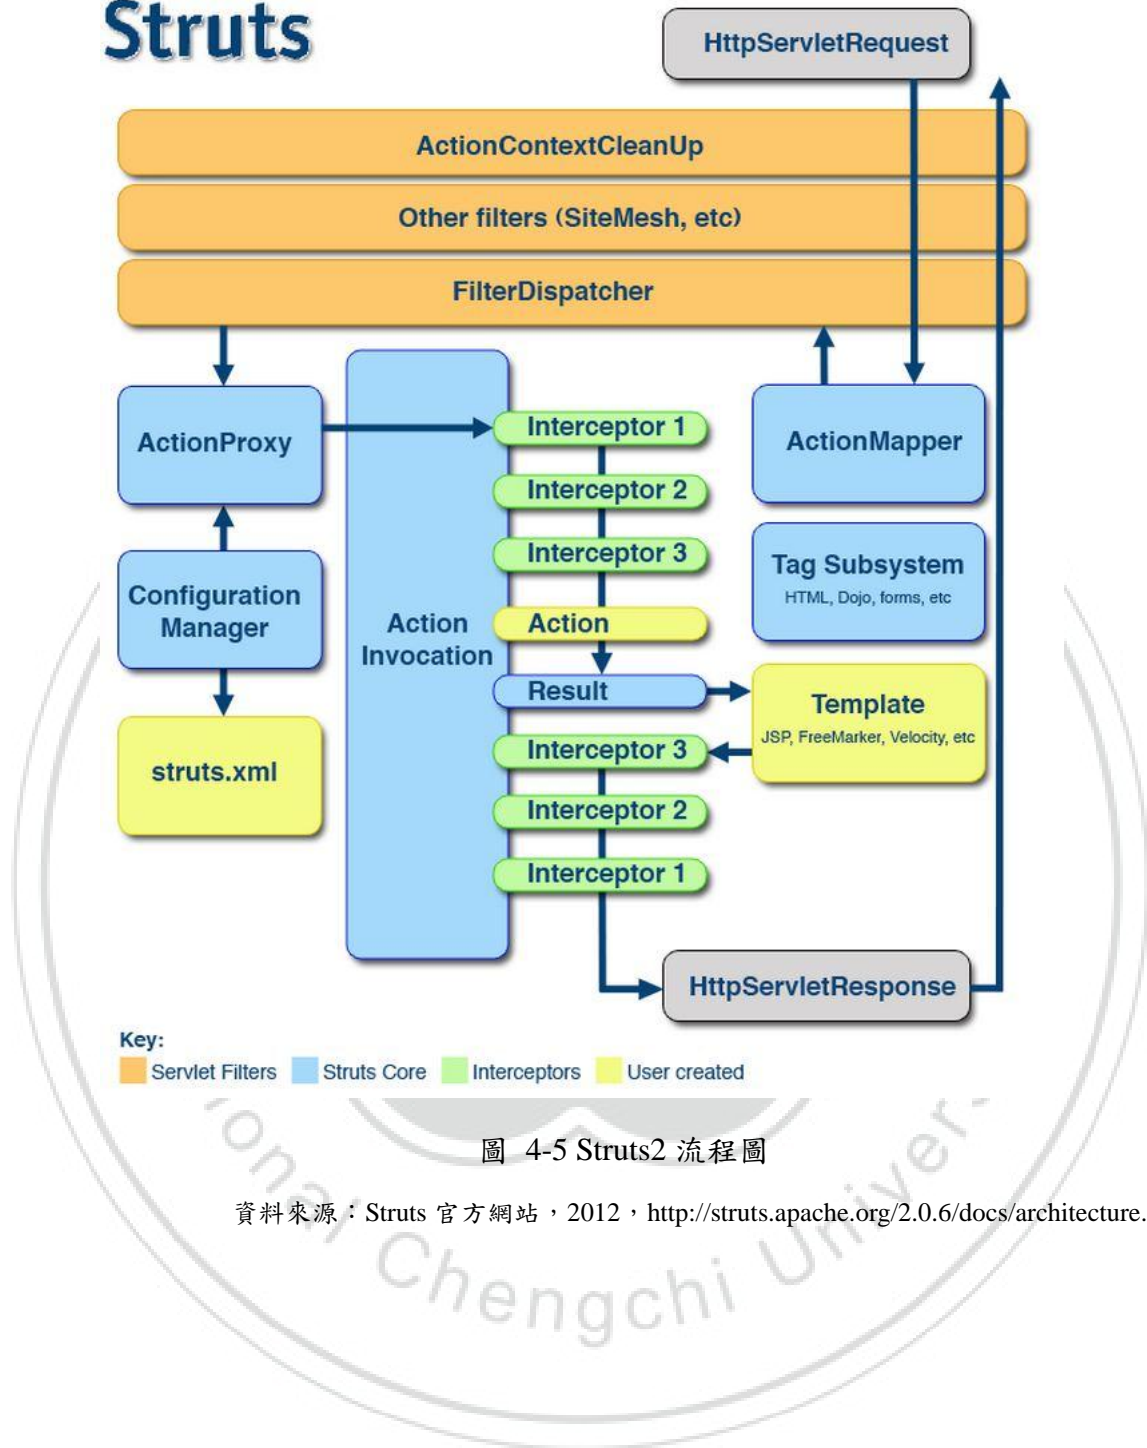 Struts
HttpServletRequest
ActionContextCleanUp
Other filters (SiteMesh, etc)
FilterDispatcher
ActionProxy
Interceptor 1
ActionMapper
Interceptor 2
Interceptor 3
Tag Subsystem
HTML, Dojo, forms, etc
Configuration
Manager
Action
Invocation
Action
Result
Template
JSP, FreeMarker, Velocity, etc
struts.xml
Interceptor 3
Interceptor 2
Interceptor 1
HttpServletResponse
Key:
Servlet Filters Struts Core Interceptors User created
圖 4-5 Struts2 流程圖
資料來源：Struts 官方網站，2012，http://struts.apache.org/2.0.6/docs/architecture.
onal Chengchi Univers